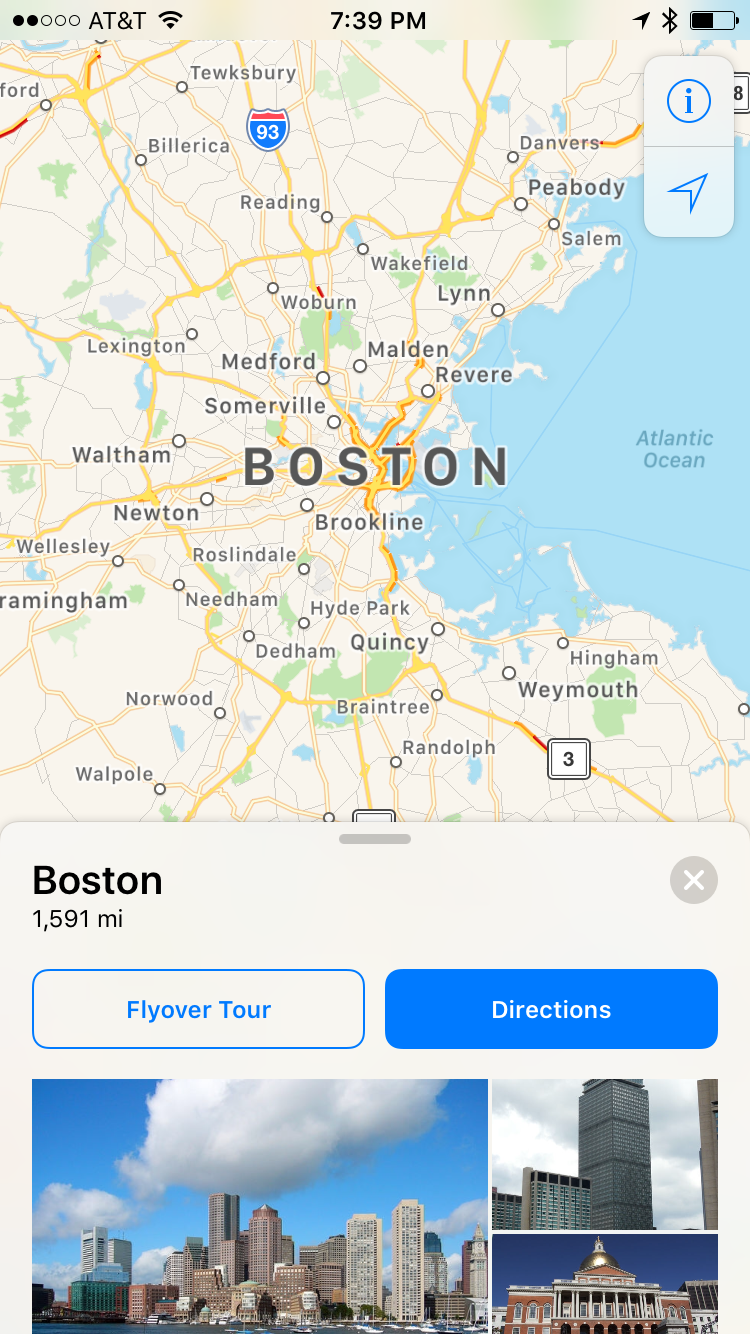 AT&T
7:39 PM
Tewksbury
ford
93
8
Billerica
Danvers
Peabody
Reading
Salem
Wakefield
Lynn
Woburn
Lexington
Malden
Medford
Revere
Somerville
Atlantic
Ocean
Waltham
BOSTON
Newton
Brookline
Wellesley
Roslindale
ramingham
Needham
Hyde Park
Quincy
Dedham
Hingham
Weymouth
Norwood
Braintree
Randolph
3
Walpole
Boston
1,591 mi
Flyover Tour
Directions